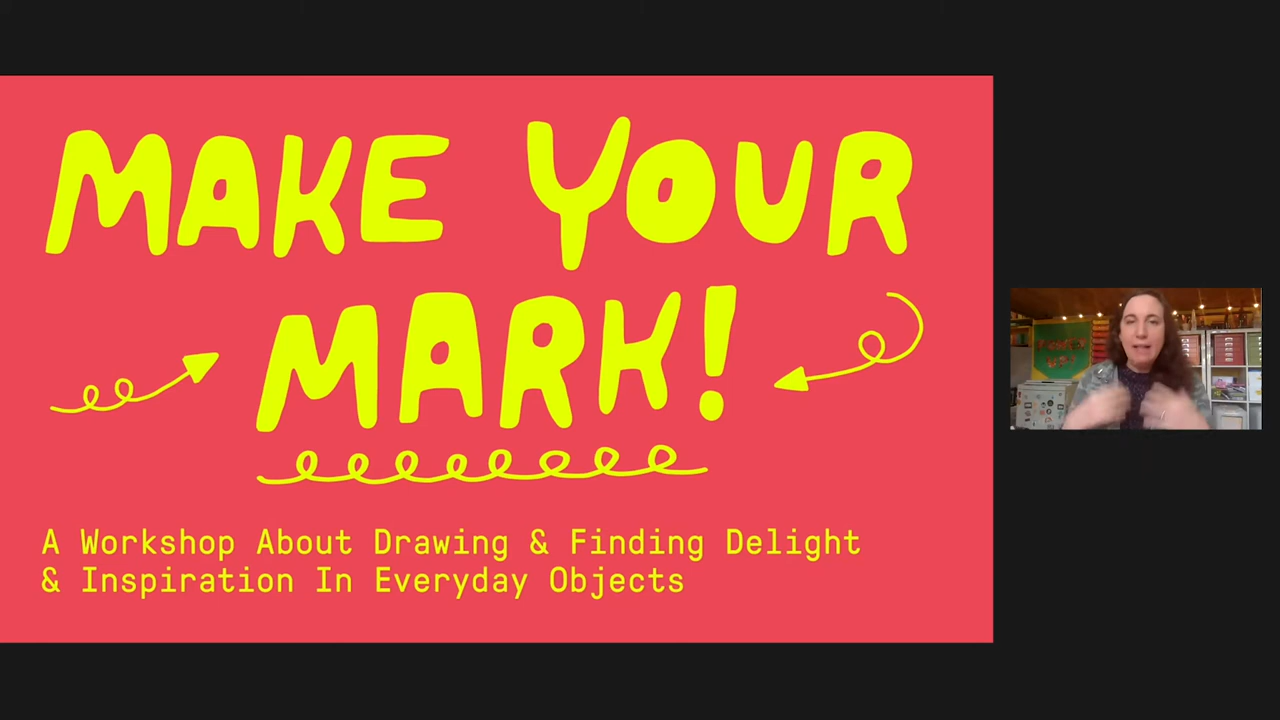 MAKE YOUR
MARK!
A Workshop About Drawing & Finding Delight
& Inspiration In Everyday Objects